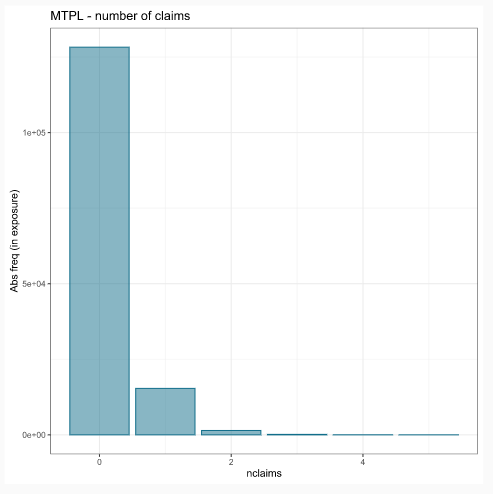 MTPL - number of claims
Abs freq (in exposure)
1e+05
5e+04
0e+00
0
2
4
nclaims